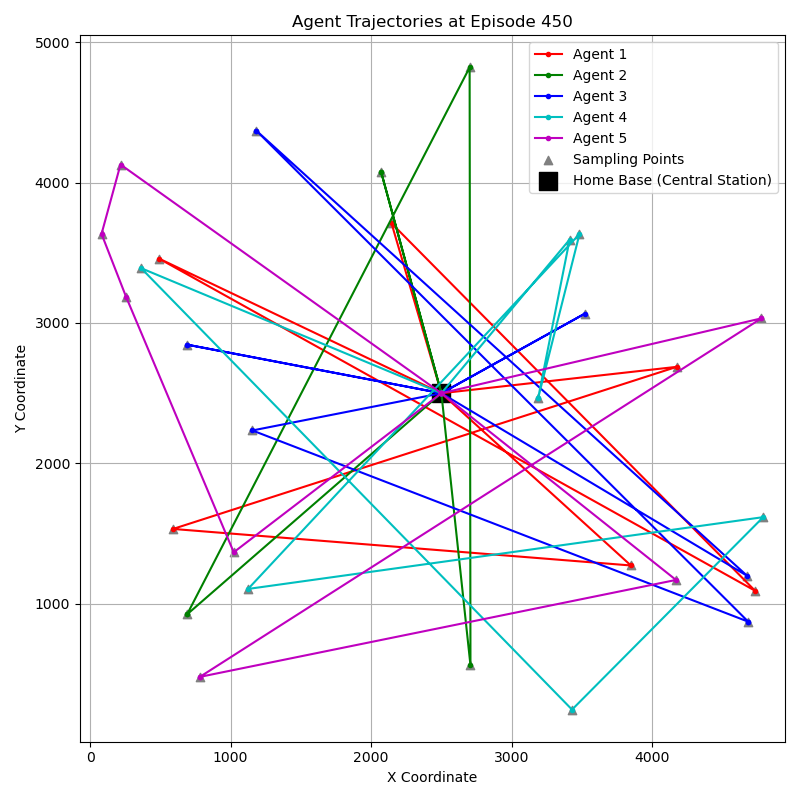 Agent Trajectories at Episode 450
5000
4000
3000
2000
1000
Y Coordinate
Agent 1
Agent 2
Agent 3
Agent 4
Agent 5
Sampling Points
Home Base (Central Station)
0
1000
2000
3000
4000
X Coordinate